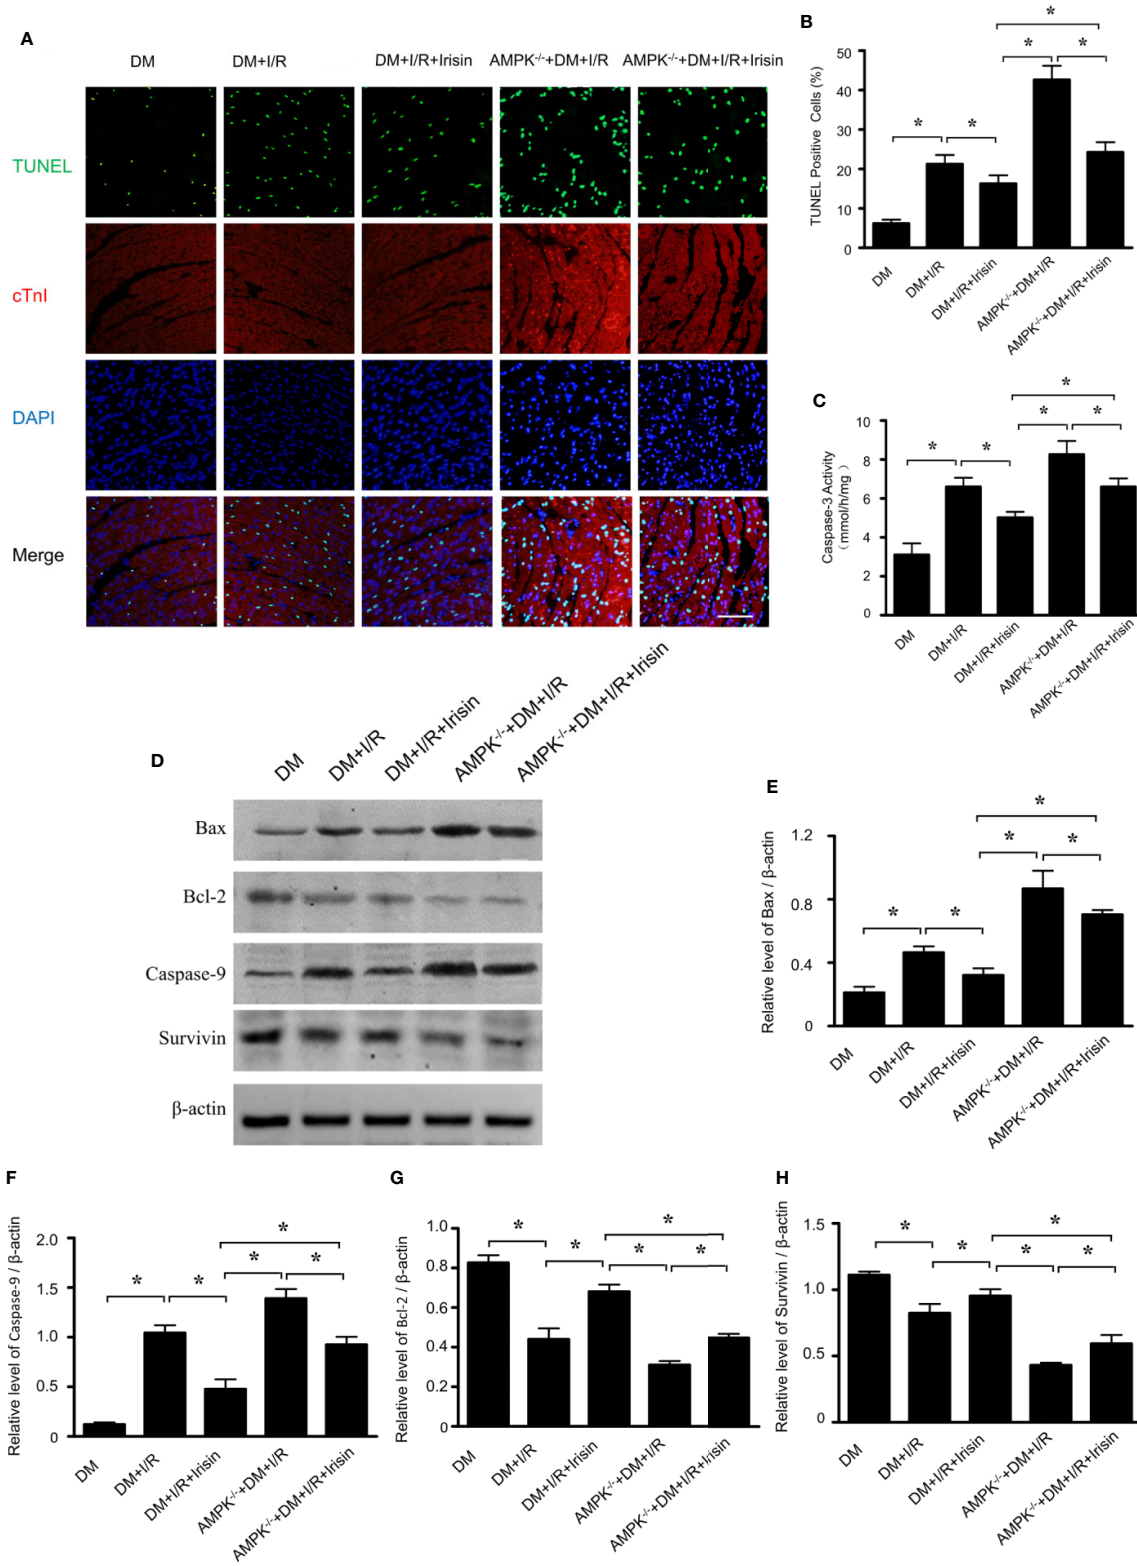 A
DM
DM+I/R
DM+I/R+Irisin
AMPK-/-+DM+I/R
AMPK-/-+DM+I/R+Irisin
TUNEL
cTnI
DAPI
Merge
B
TUNEL Positive Cells (%)
50
40
30
20
10
0
*
*
*
*
*
DM
DM+I/R
DM+I/R+Irisin
AMPK-/-+DM+I/R
AMPK-/-+DM+I/R+Irisin
C
Caspase-3 Activity
(mmol/h/mg)
10
8
6
4
2
0
*
*
*
*
*
DM
DM+I/R
DM+I/R+Irisin
AMPK-/-+DM+I/R
AMPK-/-+DM+I/R+Irisin
D
DM
DM+I/R
DM+I/R+Irisin
AMPK-/-+DM+I/R
AMPK-/-+DM+I/R+Irisin
Bax
Bcl-2
Caspase-9
Survivin
β-actin
E
Relative level of Bax / β-actin
1.2
0.8
0.4
0
*
*
*
*
*
DM
DM+I/R
DM+I/R+Irisin
AMPK-/-+DM+I/R
AMPK-/-+DM+I/R+Irisin
F
Relative level of Caspase-9 / β-actin
2.0
1.5
1.0
0.5
0
*
*
*
*
*
DM
DM+I/R
DM+I/R+Irisin
AMPK-/-+DM+I/R
AMPK-/-+DM+I/R+Irisin
G
Relative level of Bcl-2 / β-actin
1.0
0.8
0.6
0.4
0.2
0
*
*
*
*
*
DM
DM+I/R
DM+I/R+Irisin
AMPK-/-+DM+I/R
AMPK-/-+DM+I/R+Irisin
H
Relative level of Survivin / β-actin
1.5
1.0
0.5
0
*
*
*
*
*
DM
DM+I/R
DM+I/R+Irisin
AMPK-/-+DM+I/R
AMPK-/-+DM+I/R+Irisin